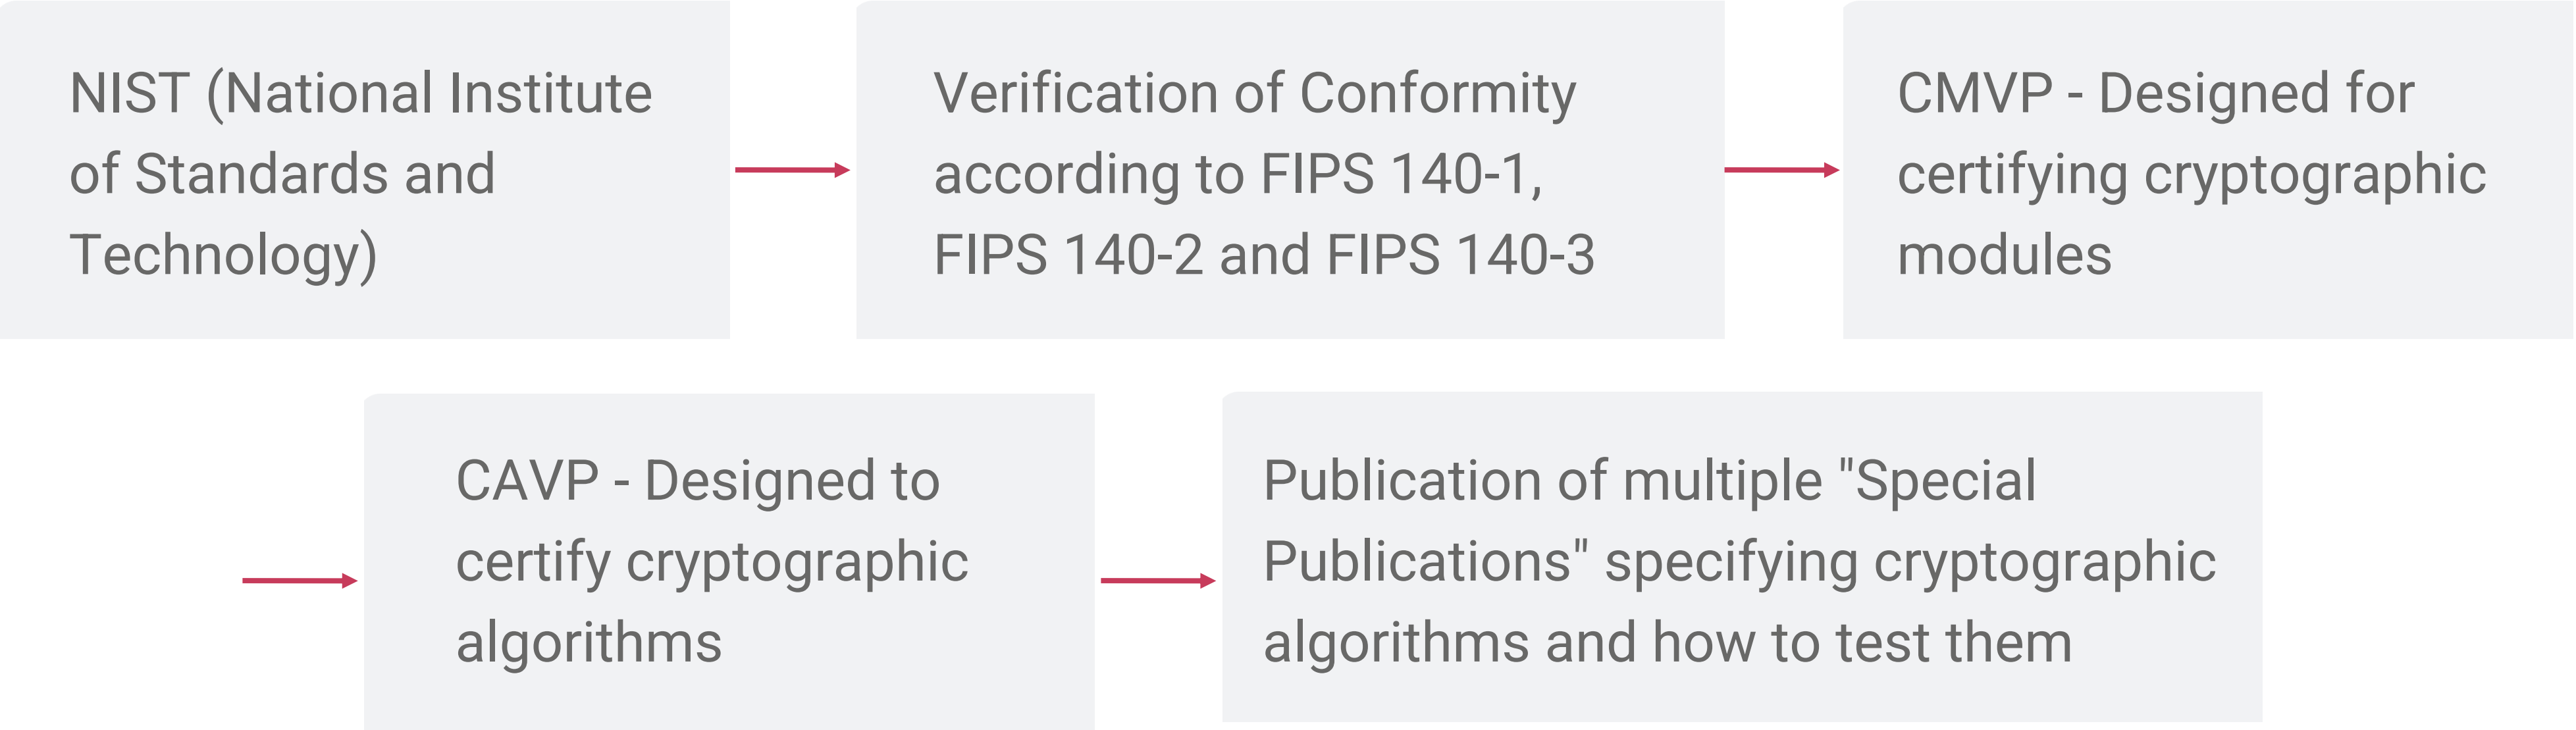 NIST (National Institute
of Standards and
Technology)
Verification of Conformity
according to FIPS 140-1,
FIPS 140-2 and FIPS 140-3
CMVP - Designed for
certifying cryptographic
modules
CAVP - Designed to
certify cryptographic
algorithms
Publication of multiple "Special
Publications" specifying cryptographic
algorithms and how to test them